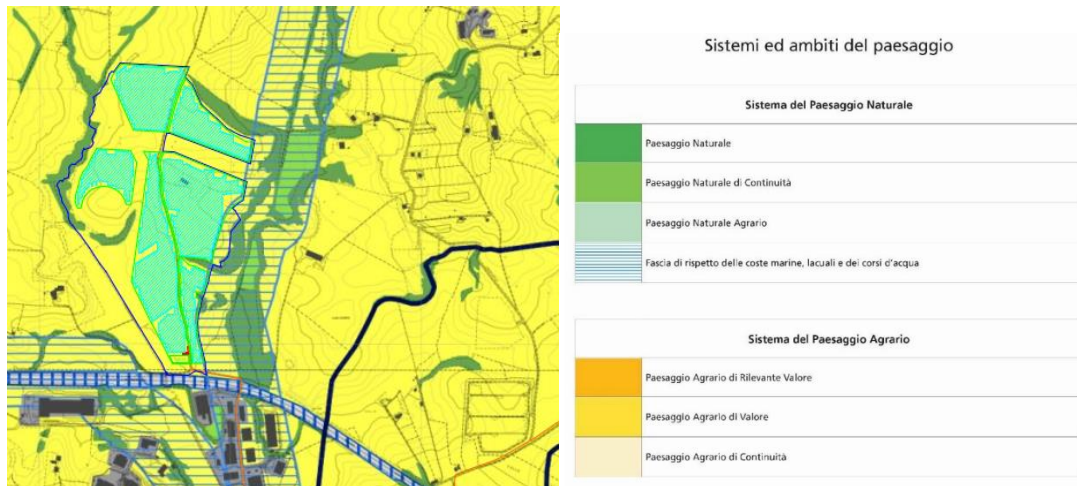 Sistemi ed ambiti del paesaggio
Sistema del Paesaggio Naturale
Paesaggio Naturale
Paesaggio Naturale di Continuità
Paesaggio Naturale Agrario
Fascia di rispetto delle coste marine, lacuali e dei corsi d'acqua
Sistema del Paesaggio Agrario
Paesaggio Agrario di Rilevante Valore
Paesaggio Agrario di Valore
Paesaggio Agrario di Continuità